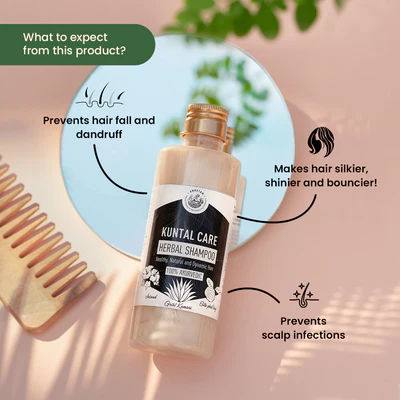 What to expect
from this product?
Prevents hair fall and
dandruff
Makes hair silkier,
shinier and bouncier!
KUNTAL CARE
HERBAL SHAMPOO
Healthy, Natural and Dynamic Hair
100% AYURVEDIC
Prevents
scalp infections